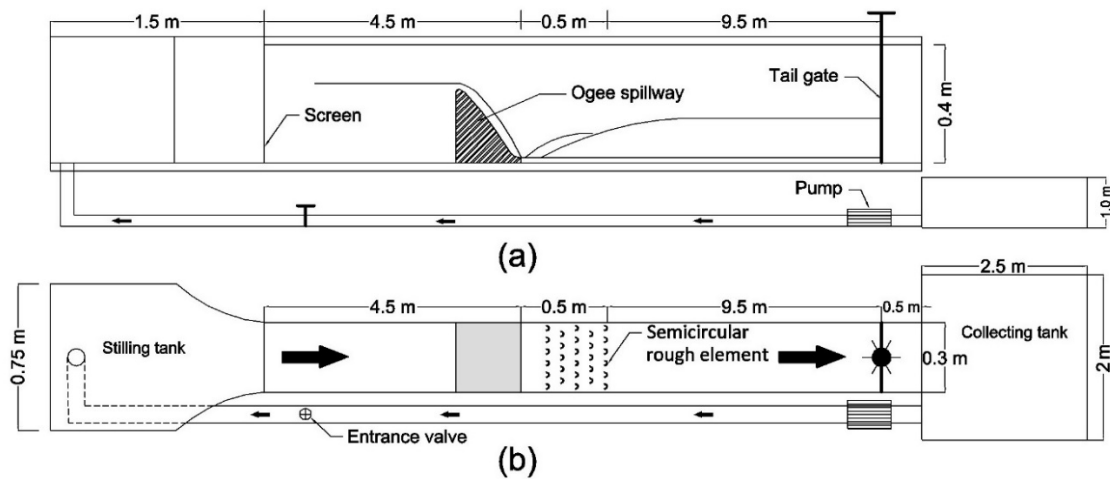 1.5 m
4.5 m
0.5 m
9.5 m
Ogee spillway
Tail gate
Screen
0.4 m
Pump
1.0 m
(a)
2.5 m
4.5 m
0.5 m
9.5 m
0.5 m
0.75 m
Stilling tank
Semicircular
rough element
0.3 m
Collecting tank
2m
Entrance valve
(b)